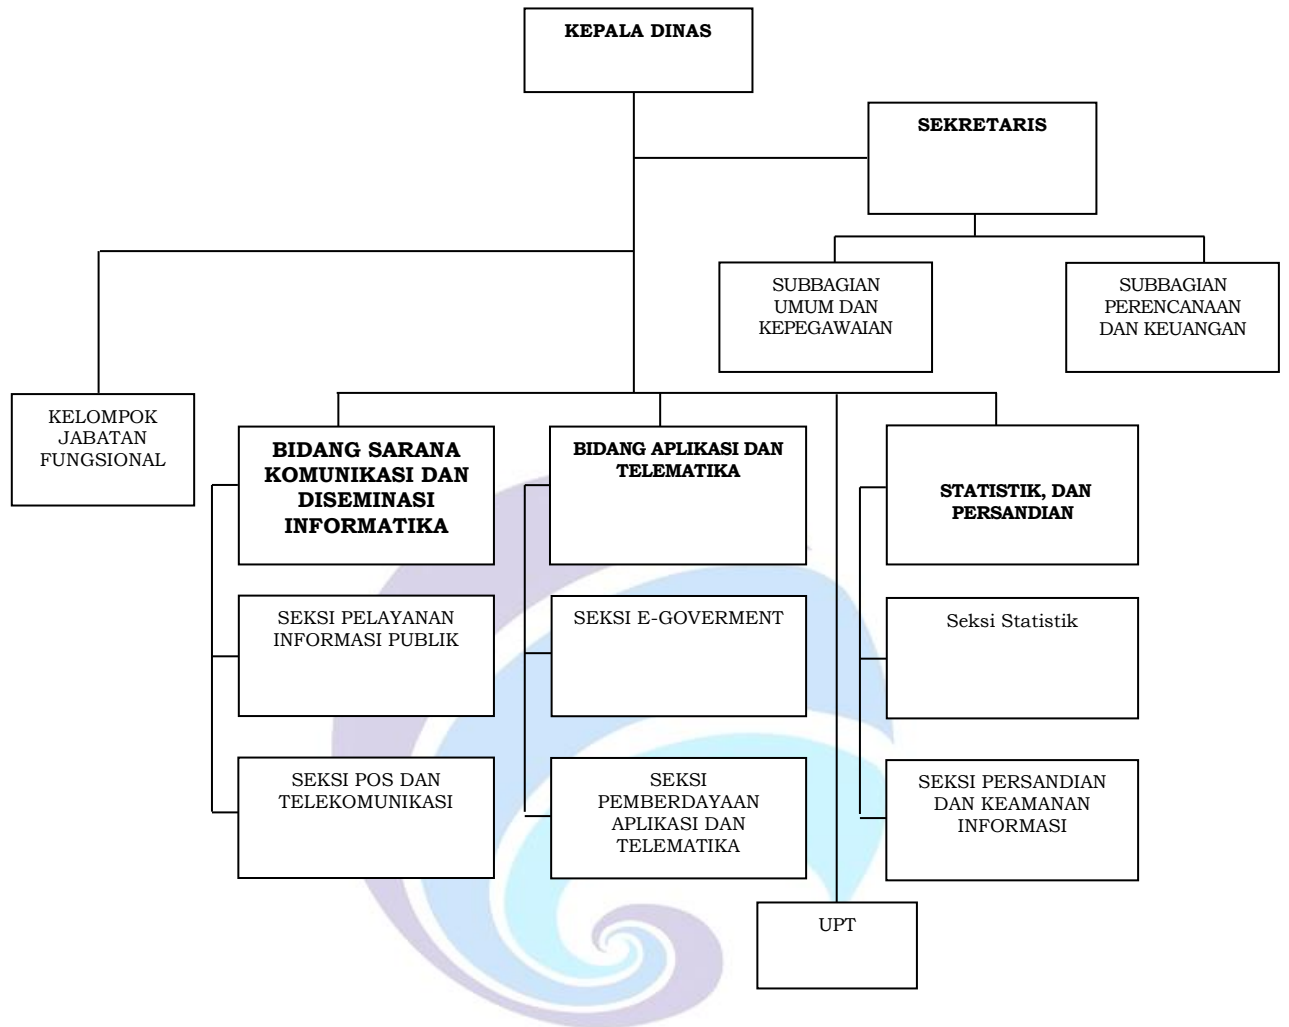 KEPALA DINAS
SEKRETARIS
SUBBAGIAN
UMUM DAN
KEPEGAWAIAN
SUBBAGIAN
PERENCANAAN
DAN KEUANGAN
KELOMPOK
JABATAN
FUNGSIONAL
BIDANG SARANA
KOMUNIKASI DAN
DISEMINASI
INFORMATIKA
BIDANG APLIKASI DAN
TELEMATIKA
STATISTIK, DAN
PERSANDIAN
SEKSI PELAYANAN
INFORMASI PUBLIK
SEKSI E-GOVERMENT
Seksi Statistik
SEKSI POS DAN
TELEKOMUNIKASI
SEKSI
PEMBERDAYAAN
APLIKASI DAN
TELEMATIKA
SEKSI PERSANDIAN
DAN KEAMANAN
INFORMASI
UPT